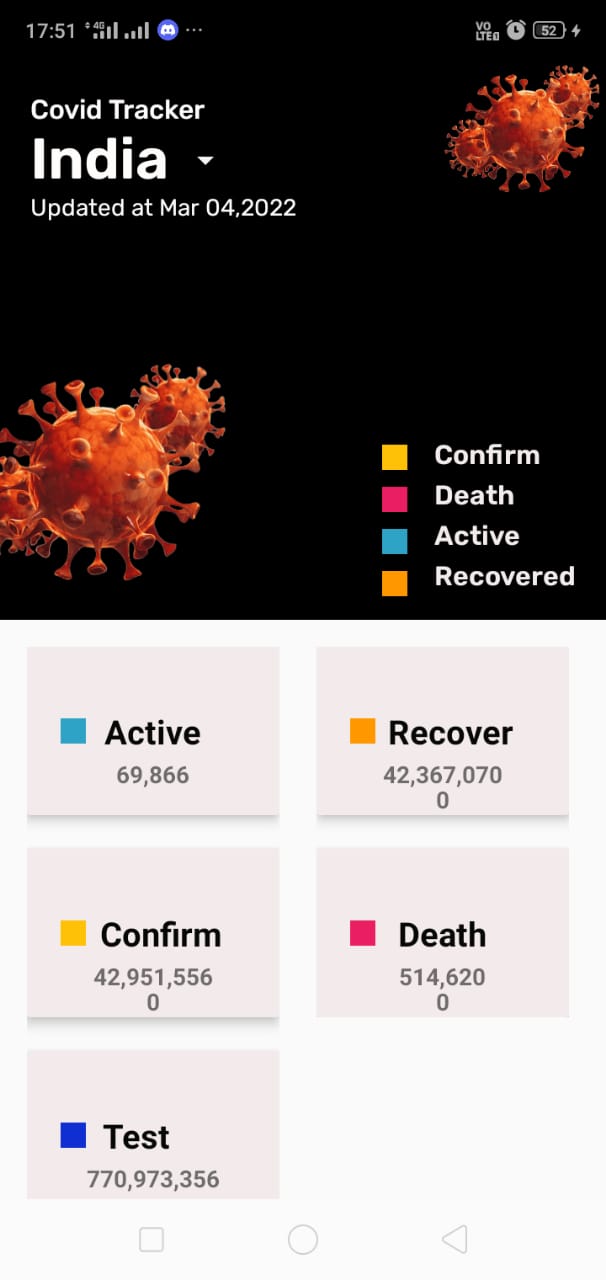 17:51 4G VO LTE 52
Covid Tracker
India
Updated at Mar 04,2022
Confirm
Death
Active
Recovered
Active
69,866
Recover
42,367,070
0
Confirm
42,951,556
0
Death
514,620
0
Test
770,973,356